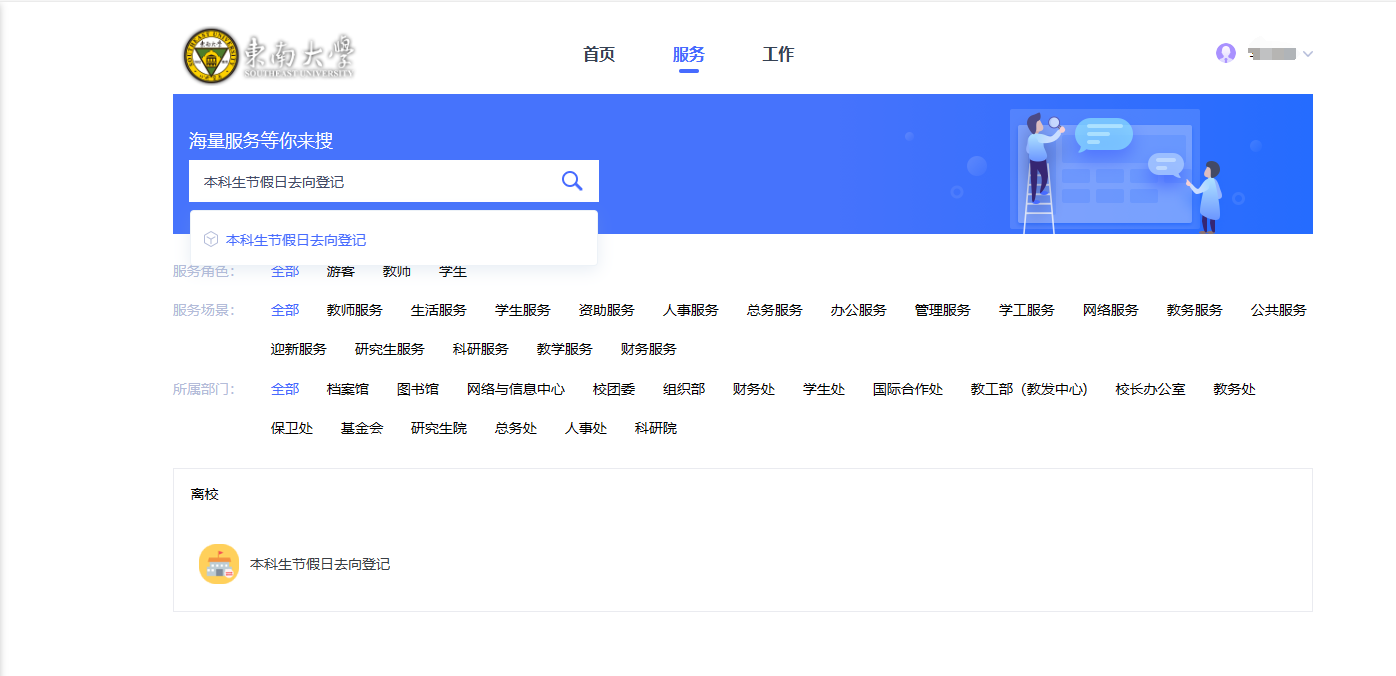 東南大學
SOUTHEAST UNIVERSITY
首页 服务 工作
海量服务等你来搜
本科生节假日去向登记
本科生节假日去向登记
服务角色： 全部 游客 教师 学生
服务场景： 全部 教师服务 生活服务 学生服务 资助服务 人事服务 总务服务 办公服务 管理服务 学工服务 网络服务 教务服务 公共服务
迎新服务 研究生服务 科研服务 教学服务 财务服务
所属部门： 全部 档案馆 图书馆 网络与信息中心 校团委 组织部 财务处 学生处 国际合作处 教工部（教发中心） 校长办公室 教务处
保卫处 基金会 研究生院 总务处 人事处 科研院
离校
本科生节假日去向登记